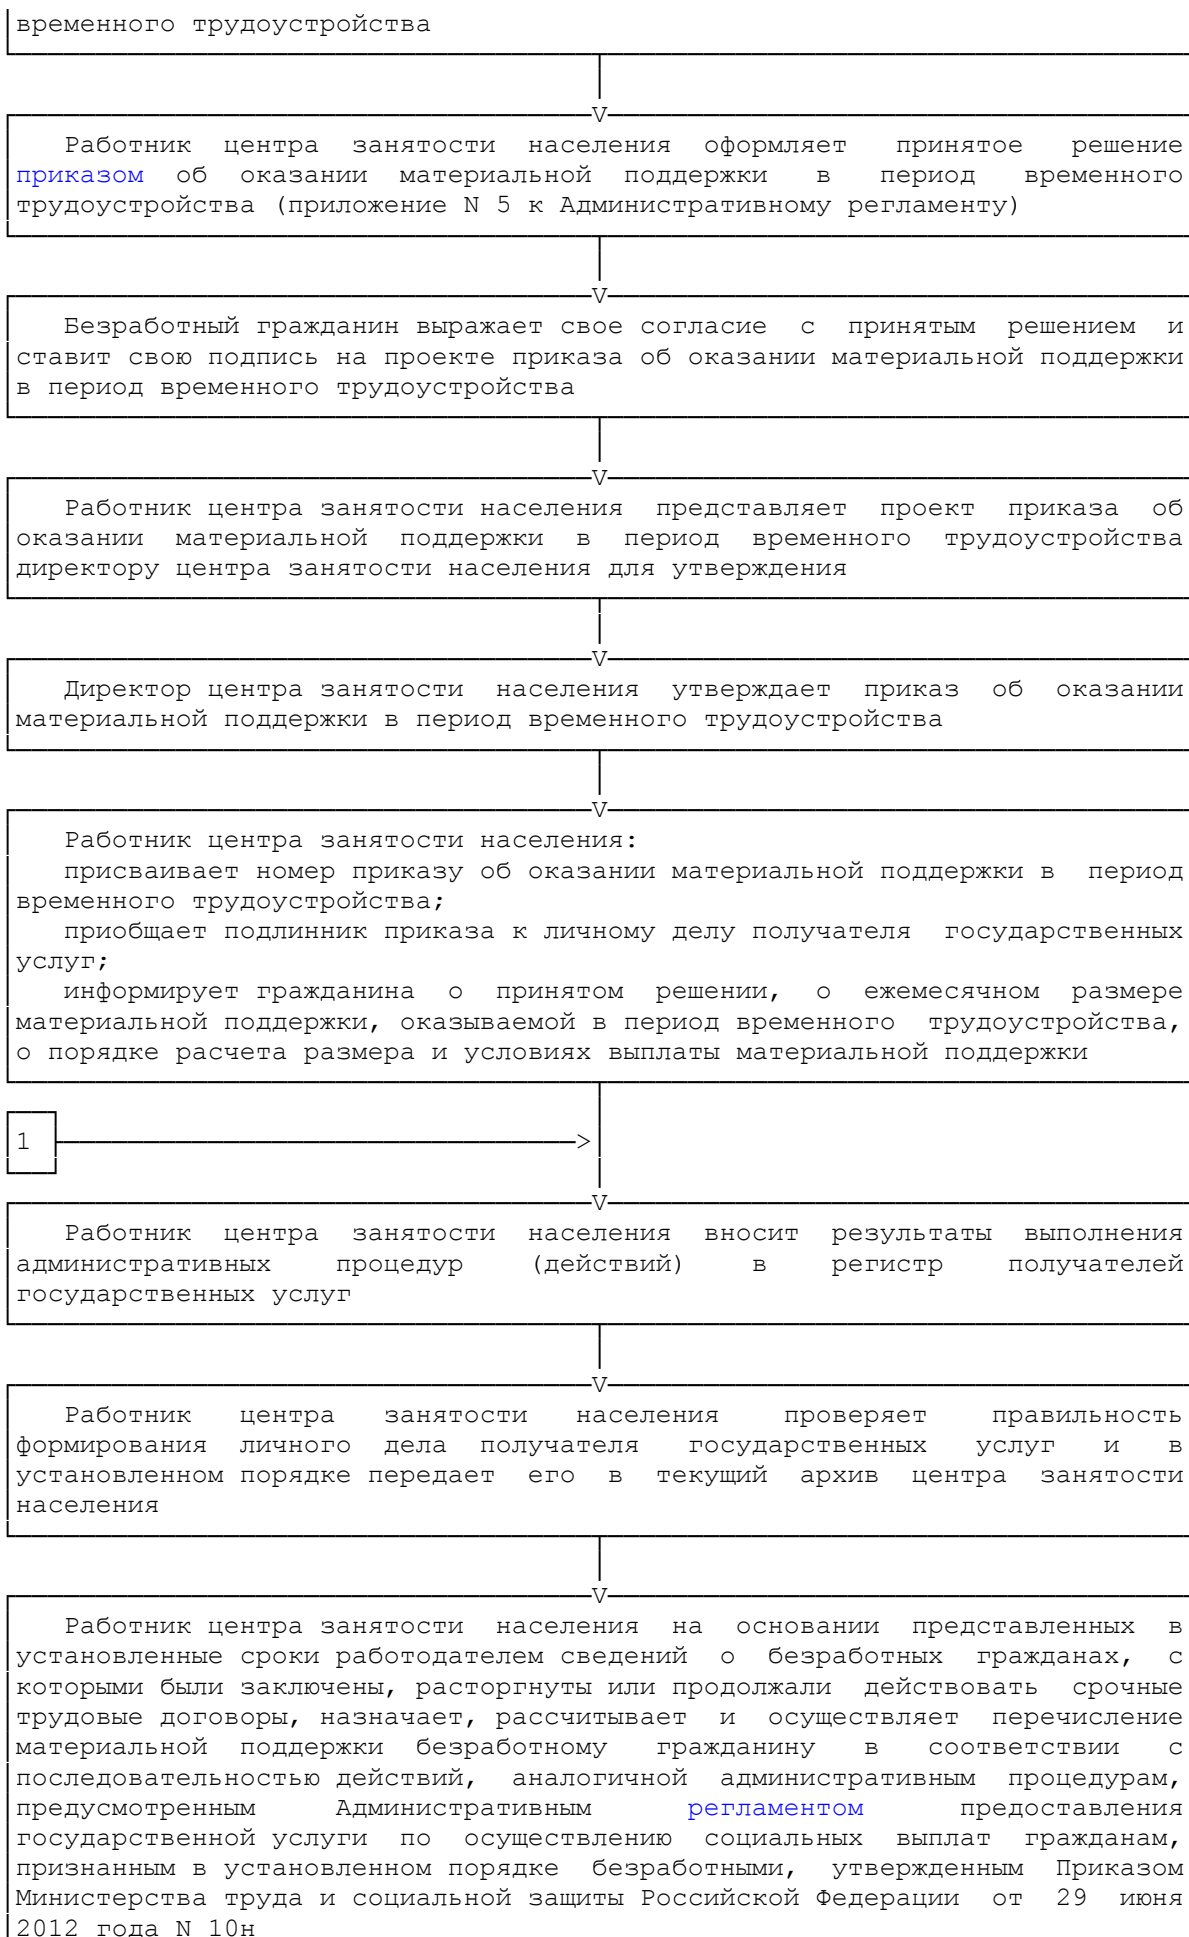 временного трудоустройства
V
Работник центра занятости населения оформляет принятое решение
приказом об оказании материальной поддержки в период временного
трудоустройства (приложение N 5 к Административному регламенту)
V
Безработный гражданин выражает свое согласие с принятым решением и
ставит свою подпись на проекте приказа об оказании материальной поддержки
в период временного трудоустройства
V
Работник центра занятости населения представляет проект приказа об
оказании материальной поддержки в период временного трудоустройства
директору центра занятости населения для утверждения
V
Директор центра занятости населения утверждает приказ об оказании
материальной поддержки в период временного трудоустройства
V
Работник центра занятости населения:
присваивает номер приказу об оказании материальной поддержки в период
временного трудоустройства;
приобщает подлинник приказа к личному делу получателя государственных
услуг;
информирует гражданина о принятом решении, о ежемесячном размере
материальной поддержки, оказываемой в период временного трудоустройства,
о порядке расчета размера и условиях выплаты материальной поддержки
1 >
V
Работник центра занятости населения вносит результаты выполнения
административных процедур (действий) в регистр получателей
государственных услуг
V
Работник центра занятости населения проверяет правильность
формирования личного дела получателя государственных услуг и в
установленном порядке передает его в текущий архив центра занятости
населения
V
Работник центра занятости населения на основании представленных в
установленные сроки работодателем сведений о безработных гражданах, с
которыми были заключены, расторгнуты или продолжали действовать срочные
трудовые договоры, назначает, рассчитывает и осуществляет перечисление
материальной поддержки безработному гражданину в соответствии с
последовательностью действий, аналогичной административным процедурам,
предусмотренным Административным регламентом предоставления
государственной услуги по осуществлению социальных выплат гражданам,
признанным в установленном порядке безработными, утвержденным Приказом
Министерства труда и социальной защиты Российской Федерации от 29 июня
2012 года N 10н